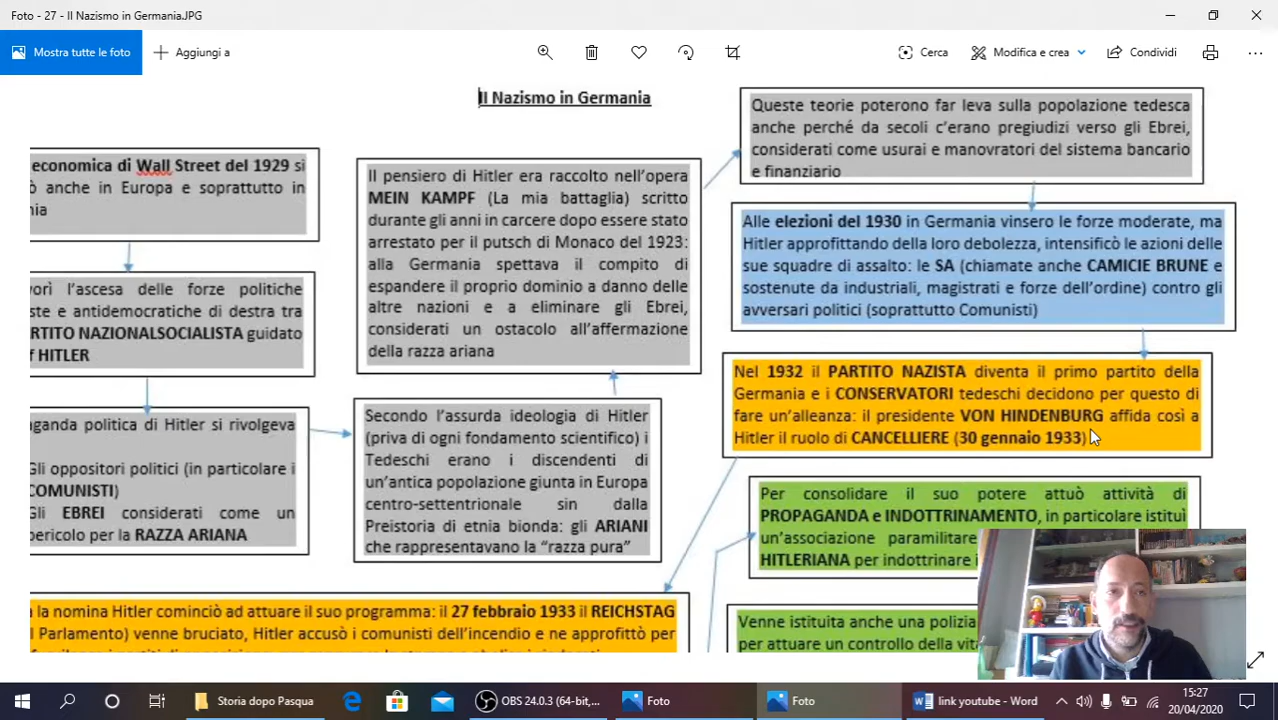 Foto - 27 - Il Nazismo in Germania.JPG
Mostra tutte le foto
Aggiungi a
Cerca
Modifica e crea
Condividi
Il Nazismo in Germania
economica di Wall Street del 1929 si
ò anche in Europa e soprattutto in
nia
vorì l'ascesa delle forze politiche
ste e antidemocratiche di destra tra
RTITO NAZIONALSOCIALISTA guidato
f HITLER
aganda politica di Hitler si rivolgeva
Gli oppositori politici (in particolare i
COMUNISTI)
Gli EBREI considerati come un
pericolo per la RAZZA ARIANA
Il pensiero di Hitler era raccolto nell'opera
MEIN KAMPF (La mia battaglia) scritto
durante gli anni in carcere dopo essere stato
arrestato per il putsch di Monaco del 1923:
alla Germania spettava il compito di
espandere il proprio dominio a danno delle
altre nazioni e a eliminare gli Ebrei,
considerati un ostacolo all'affermazione
della razza ariana
Secondo l'assurda ideologia di Hitler
(priva di ogni fondamento scientifico) i
Tedeschi erano i discendenti di
un'antica popolazione giunta in Europa
centro-settentrionale sin dalla
Preistoria di etnia bionda: gli ARIANI
che rappresentavano la "razza pura"
Queste teorie poterono far leva sulla popolazione tedesca
anche perché da secoli c'erano pregiudizi verso gli Ebrei,
considerati come usurai e manovratori del sistema bancario
e finanziario
Alle elezioni del 1930 in Germania vinsero le forze moderate, ma
Hitler approfittando della loro debolezza, intensificò le azioni delle
sue squadre di assalto: le SA (chiamate anche CAMICIE BRUNE e
sostenute da industriali, magistrati e forze dell'ordine) contro gli
avversari politici (soprattutto Comunisti)
Nel 1932 il PARTITO NAZISTA diventa il primo partito della
Germania e i CONSERVATORI tedeschi decidono per questo di
fare un'alleanza: il presidente VON HINDENBURG affida così a
Hitler il ruolo di CANCELLIERE (30 gennaio 1933)
Per consolidare il suo potere attuò attività di
PROPAGANDA e INDOTTRINAMENTO, in particolare istituì
un'associazione paramilitare
HITLERIANA per indottrinare i
a la nomina Hitler cominciò ad attuare il suo programma: il 27 febbraio 1933 il REICHSTAG
l Parlamento) venne bruciato, Hitler accusò i comunisti dell'incendio e ne approfittò per
Venne istituita anche una polizia
per attuare un controllo della vita
Storia dopo Pasqua
OBS 24.0.3 (64-bit,...
Foto
Foto
link youtube - Word
15:27
20/04/2020